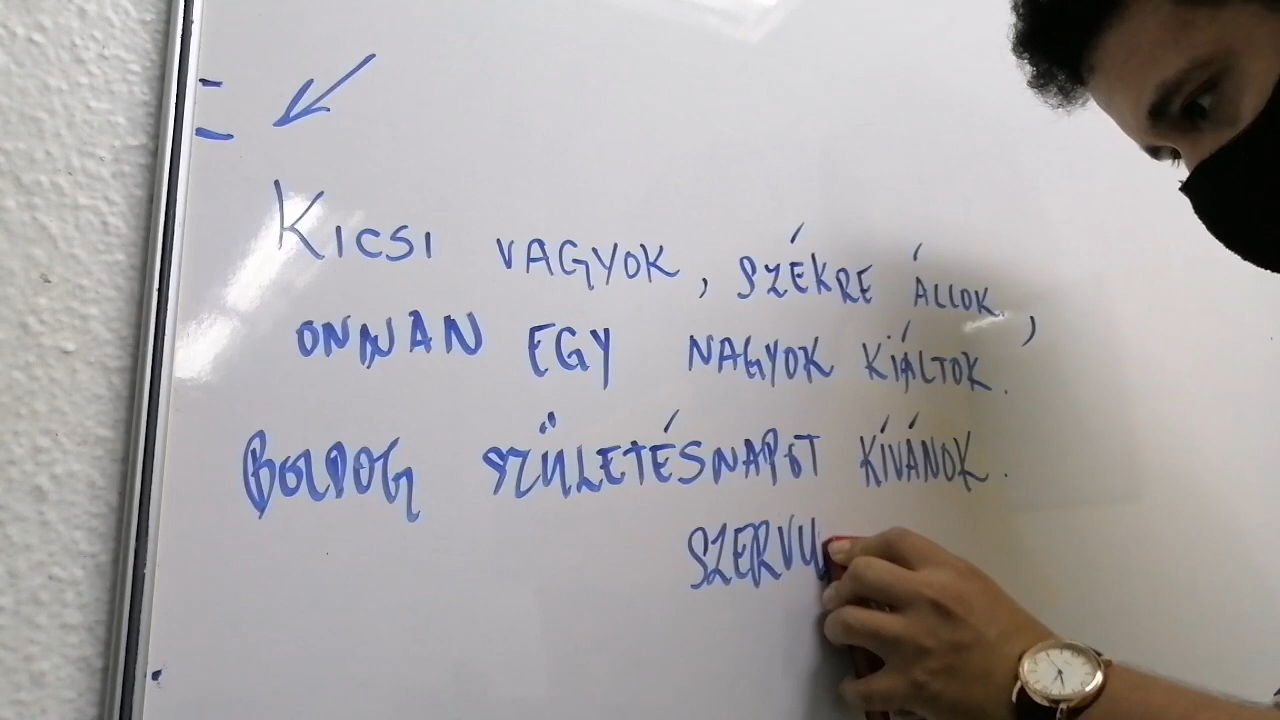 KICSI VAGYOK, SZÉKRE ÁLLOK,
ONNAN EGY NAGYOK KIÁLTOK.
BOLDOG SZÜLETÉSNAPOT KÍVÁNOK.
SZERVU